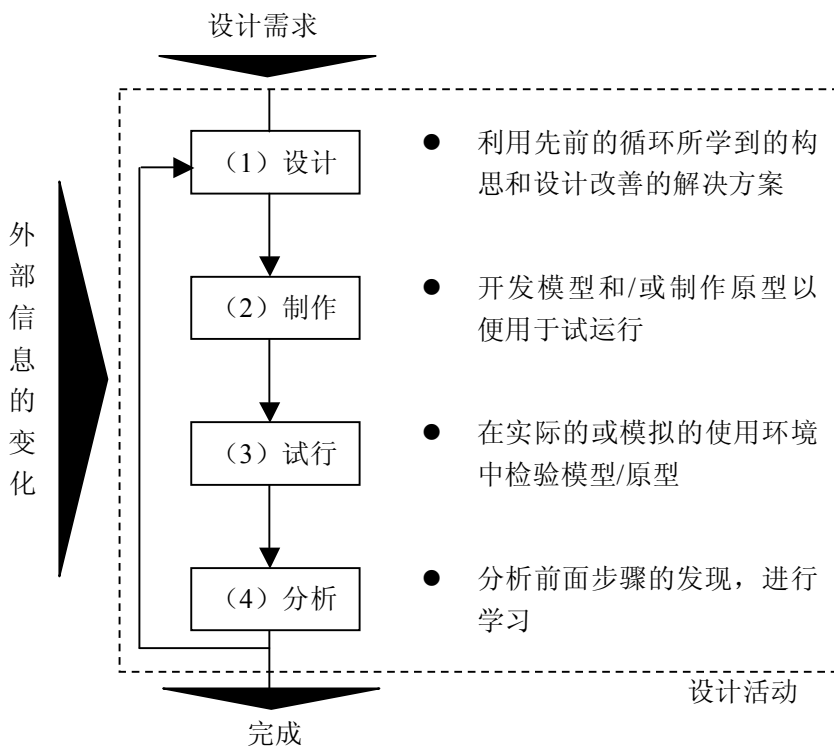 设计需求
（1）设计
● 利用先前的循环所学到的构
思和设计改善的解决方案
外
部
信
息
的
变
化
（2）制作
● 开发模型和/或制作原型以
便用于试运行
（3）试行
● 在实际的或模拟的使用环境
中检验模型/原型
（4）分析
● 分析前面步骤的发现，进行
学习
设计活动
完成